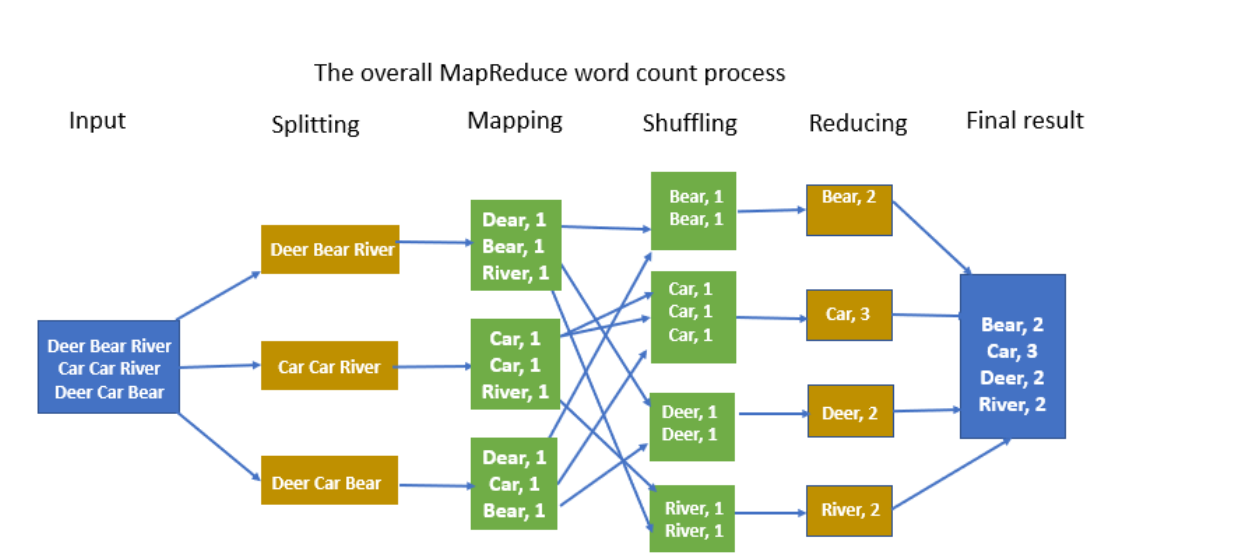 The overall MapReduce word count process
Input
Splitting
Mapping
Shuffling
Reducing
Final result
Deer Bear River
Car Car River
Deer Car Bear
Deer Bear River
Car Car River
Deer Car Bear
Dear, 1
Bear, 1
River, 1
Car, 1
Car, 1
River, 1
Dear, 1
Car, 1
Bear, 1
Bear, 1
Bear, 1
Car, 1
Car, 1
Car, 1
Deer, 1
Deer, 1
River, 1
River, 1
Bear, 2
Car, 3
Deer, 2
River, 2
Bear, 2
Car, 3
Deer, 2
River, 2